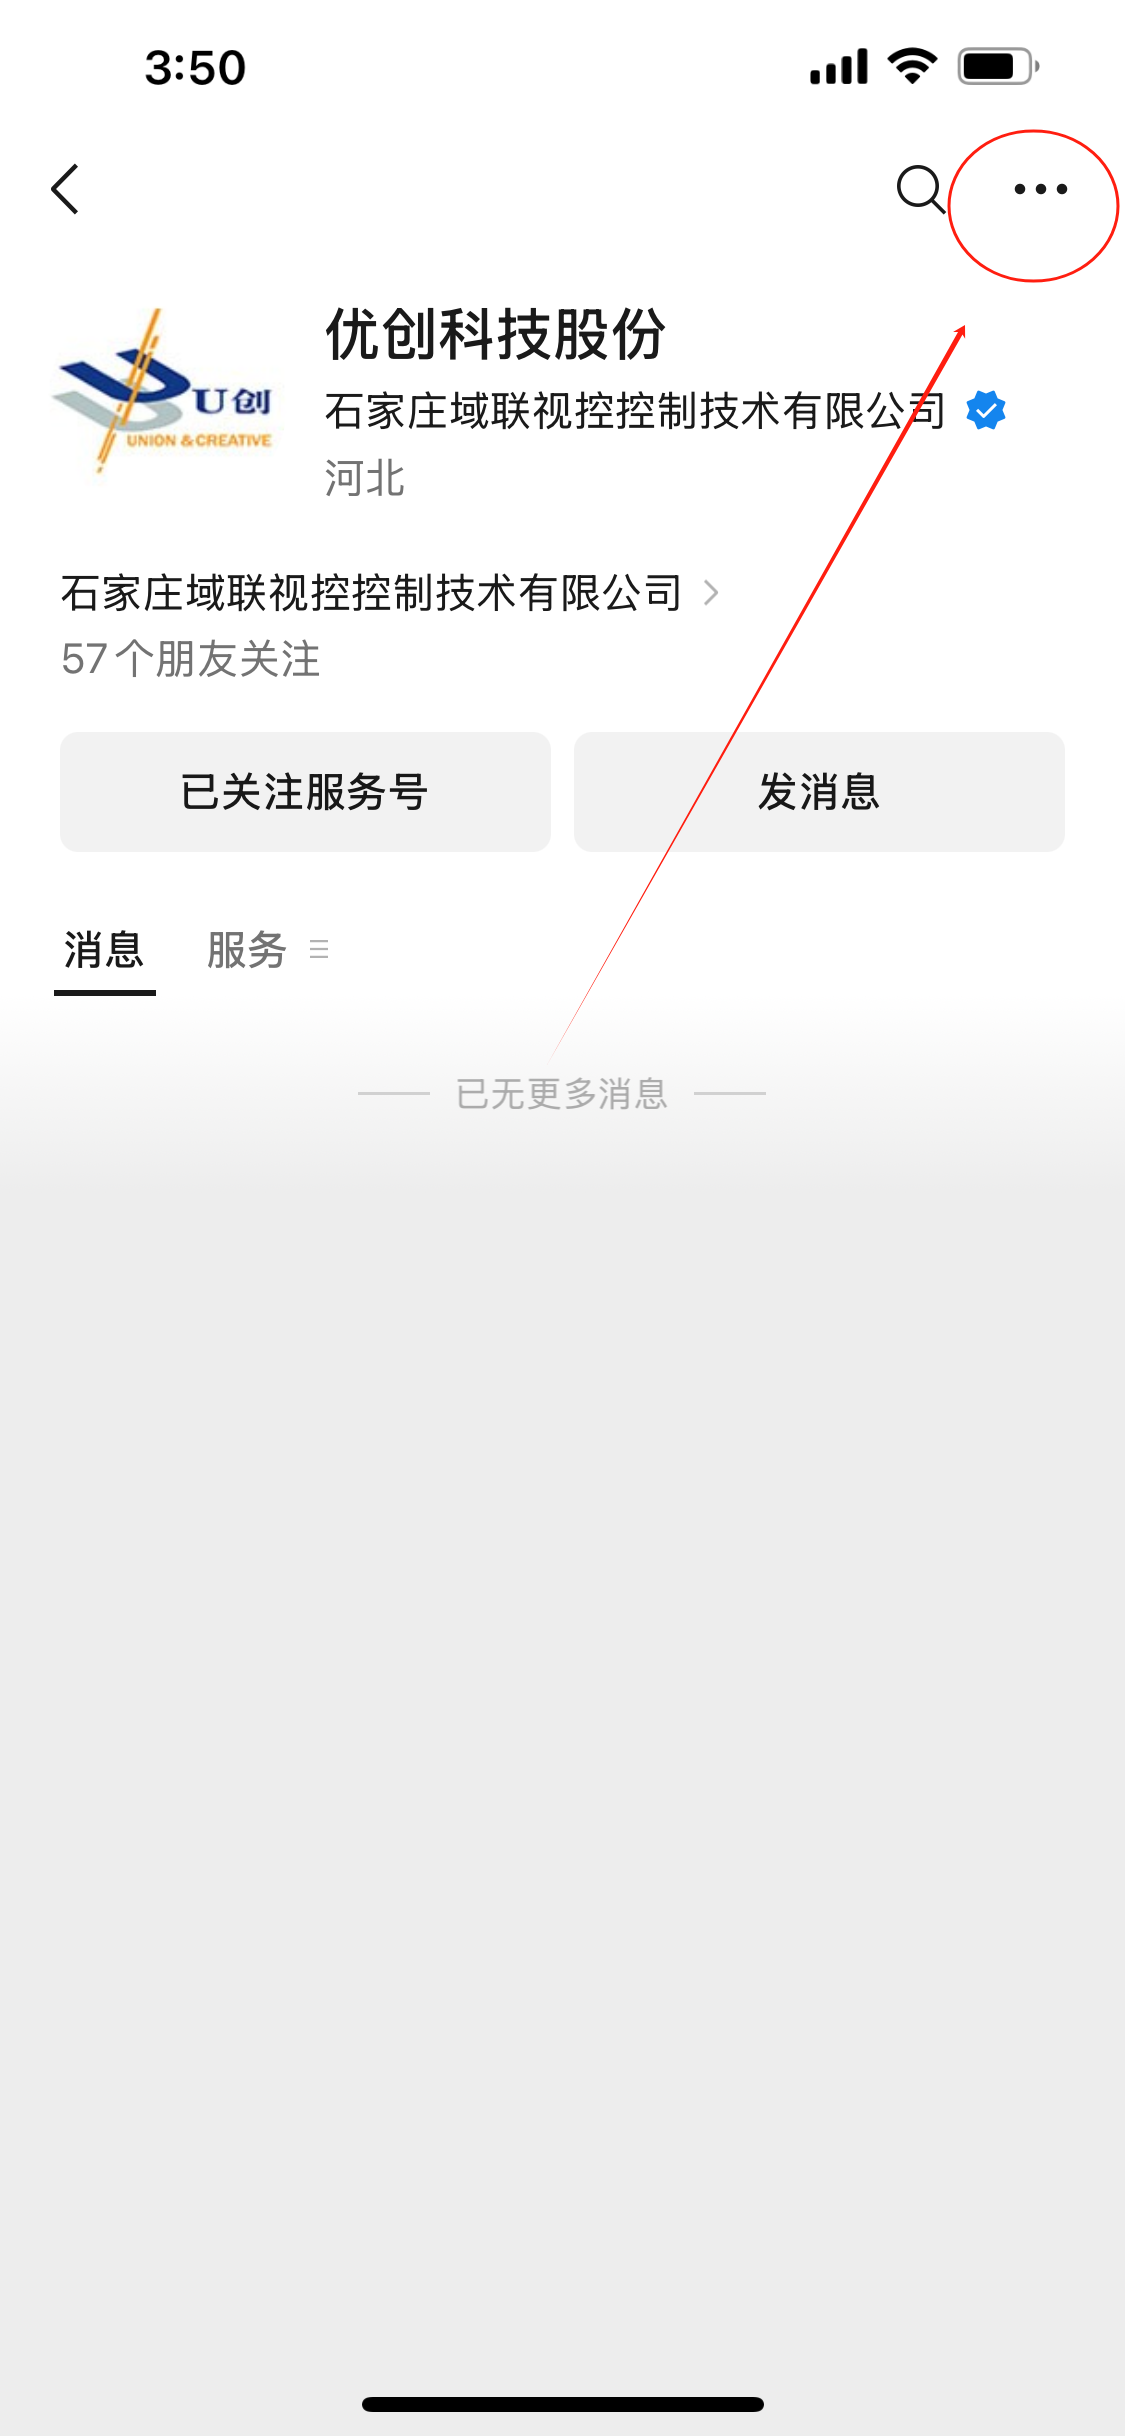 3:50
U创
UNION & CREATIVE
优创科技股份
石家庄域联视控控制技术有限公司
河北
石家庄域联视控控制技术有限公司
57个朋友关注
已关注服务号
发消息
消息
服务
已无更多消息